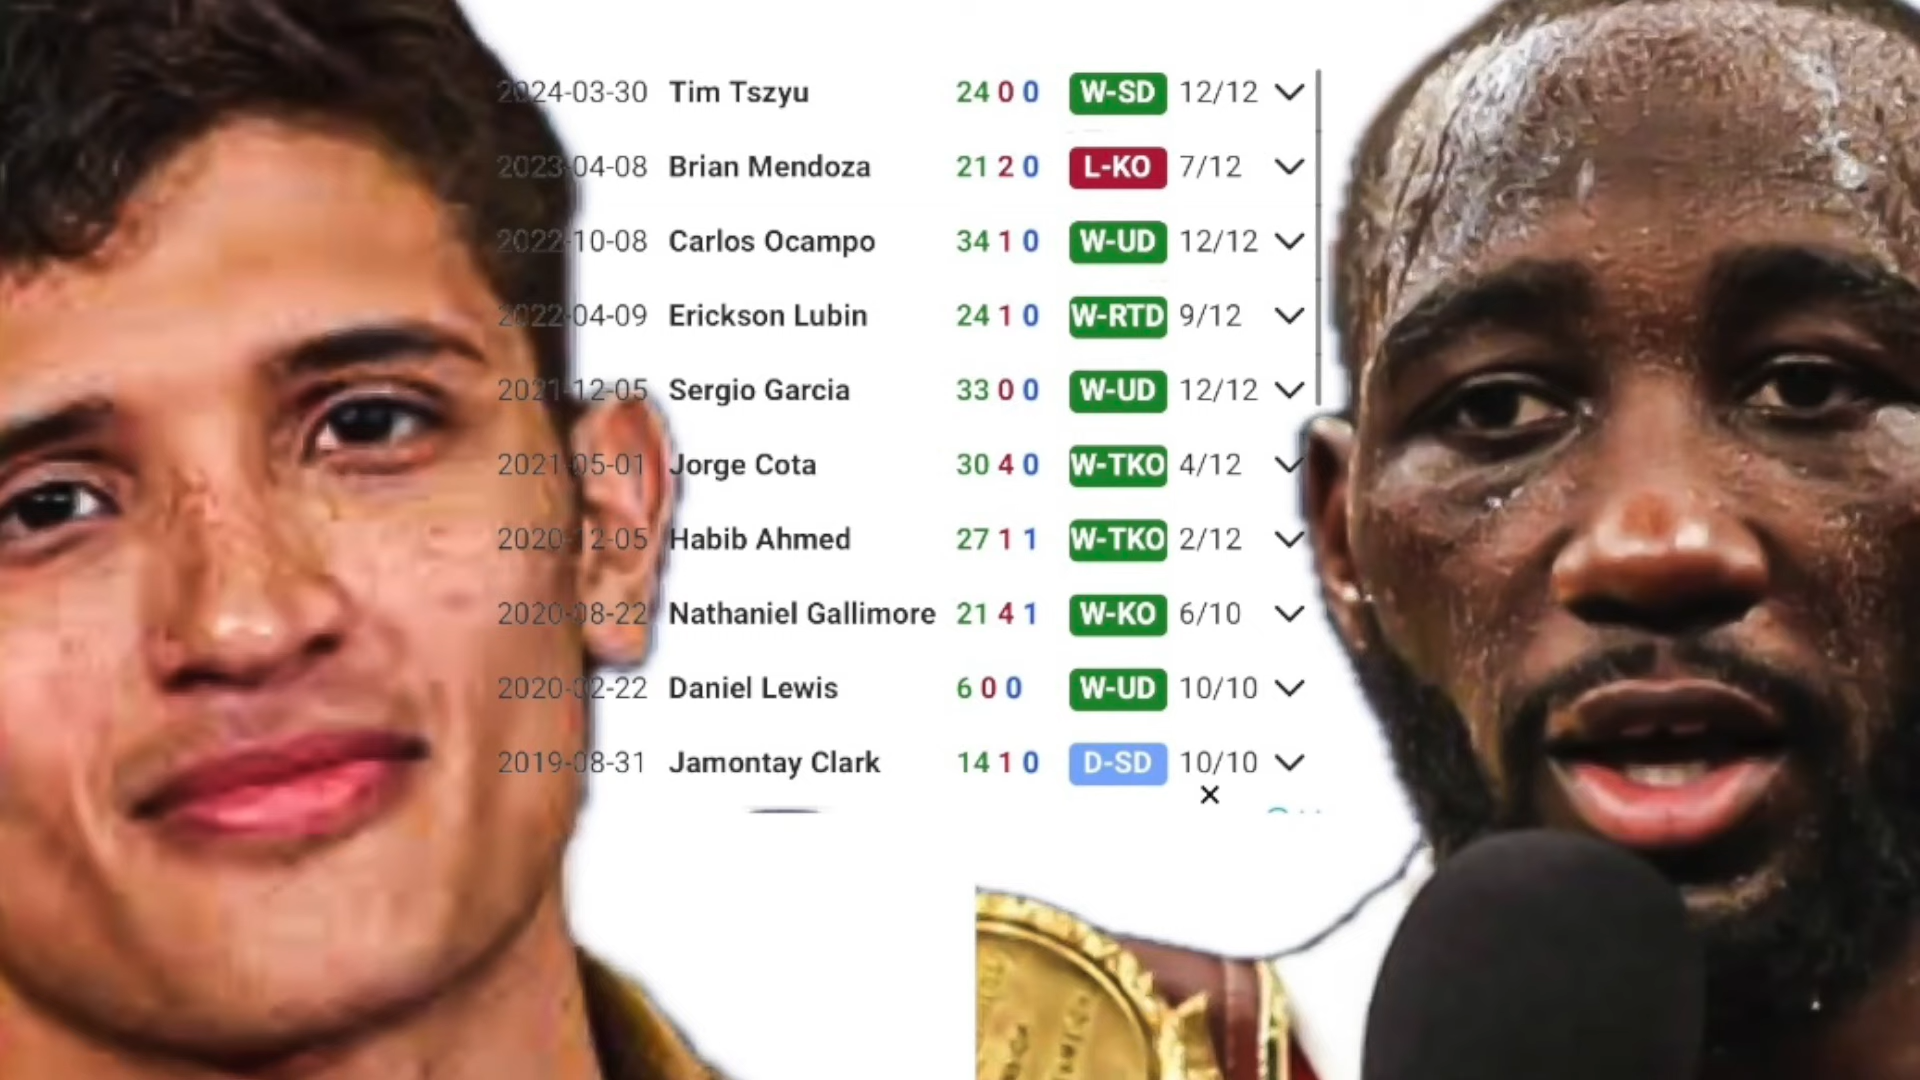 2024-03-30 Tim Tszyu 24 0 0 W-SD 12/12
2023-04-08 Brian Mendoza 21 2 0 L-KO 7/12
2022-10-08 Carlos Ocampo 34 1 0 W-UD 12/12
2022-04-09 Erickson Lubin 24 1 0 W-RTD 9/12
2021-12-05 Sergio Garcia 33 0 0 W-UD 12/12
2021-05-01 Jorge Cota 30 4 0 W-TKO 4/12
2020-12-05 Habib Ahmed 27 1 1 W-TKO 2/12
2020-08-22 Nathaniel Gallimore 21 4 1 W-KO 6/10
2020-02-22 Daniel Lewis 6 0 0 W-UD 10/10
2019-08-31 Jamontay Clark 14 1 0 D-SD 10/10